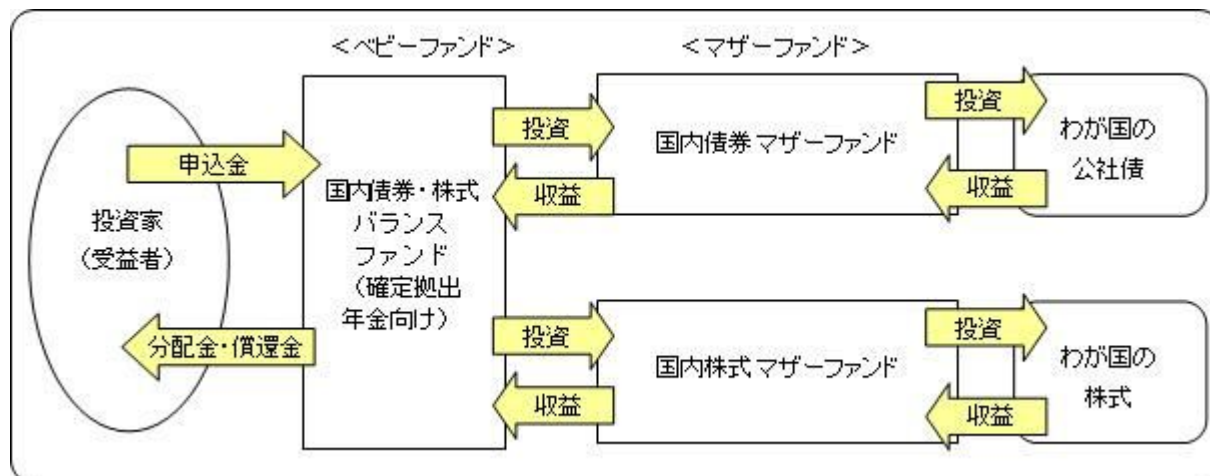 ＜ベビーファンド＞
＜マザーファンド＞
申込金
投資家
（受益者）
分配金・償還金
国内債券・株式
バランス
ファンド
（確定拠出
年金向け）
投資
収益
国内債券 マザーファンド
投資
収益
わが国の
公社債
投資
収益
国内株式 マザーファンド
投資
収益
わが国の
株式